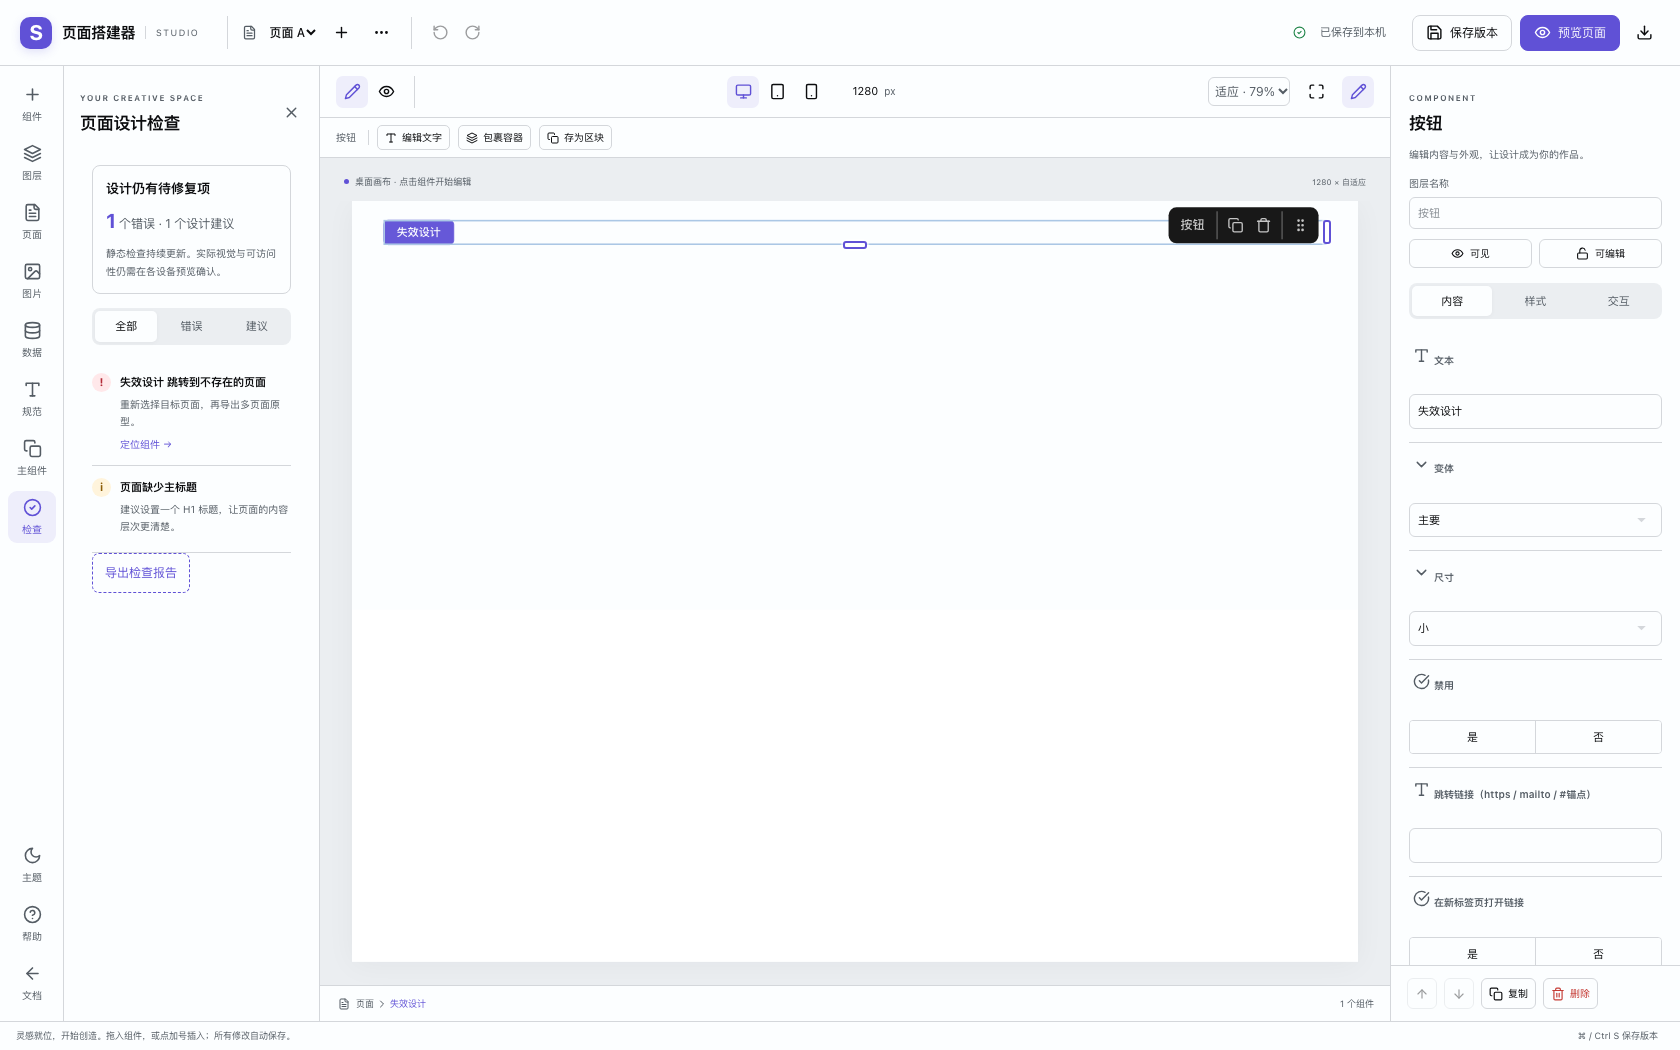 S 页面搭建器 STUDIO 页面 A
已保存到本机 保存版本 预览页面
组件
图层
页面
图片
数据
规范
主组件
检查
主题
帮助
文档
YOUR CREATIVE SPACE
页面设计检查
设计仍有待修复项
1 个错误 · 1 个设计建议
静态检查持续更新。实际视觉与可访问
性仍需在各设备预览确认。
全部 错误 建议
! 失效设计 跳转到不存在的页面
重新选择目标页面，再导出多页面原
型。
定位组件 →
i 页面缺少主标题
建议设置一个 H1 标题，让页面的内容
层次更清楚。
导出检查报告
1280 px 适应 · 79%
按钮 编辑文字 包裹容器 存为区块
桌面画布 · 点击组件开始编辑 1280 × 自适应
失效设计 按钮
页面 > 失效设计 1 个组件
COMPONENT
按钮
编辑内容与外观，让设计成为你的作品。
图层名称
按钮
可见 可编辑
内容 样式 交互
文本
失效设计
变体
主要
尺寸
小
禁用
是 否
跳转链接（https / mailto / #锚点）
在新标签页打开链接
是 否
复制 删除
灵感就位，开始创造。拖入组件，或点加号插入；所有修改自动保存。 ⌘ / Ctrl S 保存版本